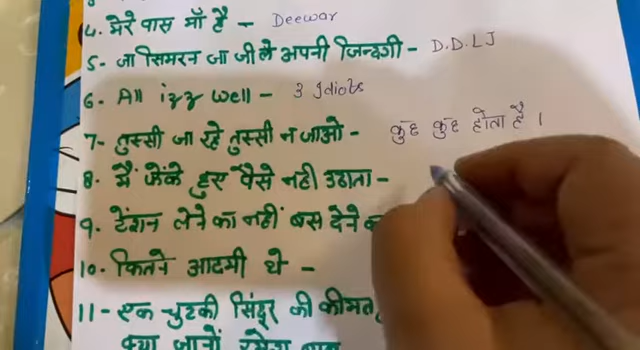 4. मेरे पास माँ है - Deewar
5- जा सिमरन जा जीले अपनी जिन्दगी - D.D.L.J
6- All izz well - 3 Idiots
7- तुस्सी जा रहे तुस्सी न जाओ - कुछ कुछ होता है।
8- मैं फेंके हुए पैसे नही उठाता -
9- टेंशन लेने का नहीं बस देने
10- कितने आदमी थे -
11- एक चुटकी सिंदूर की कीमत
क्या जानों रमेश